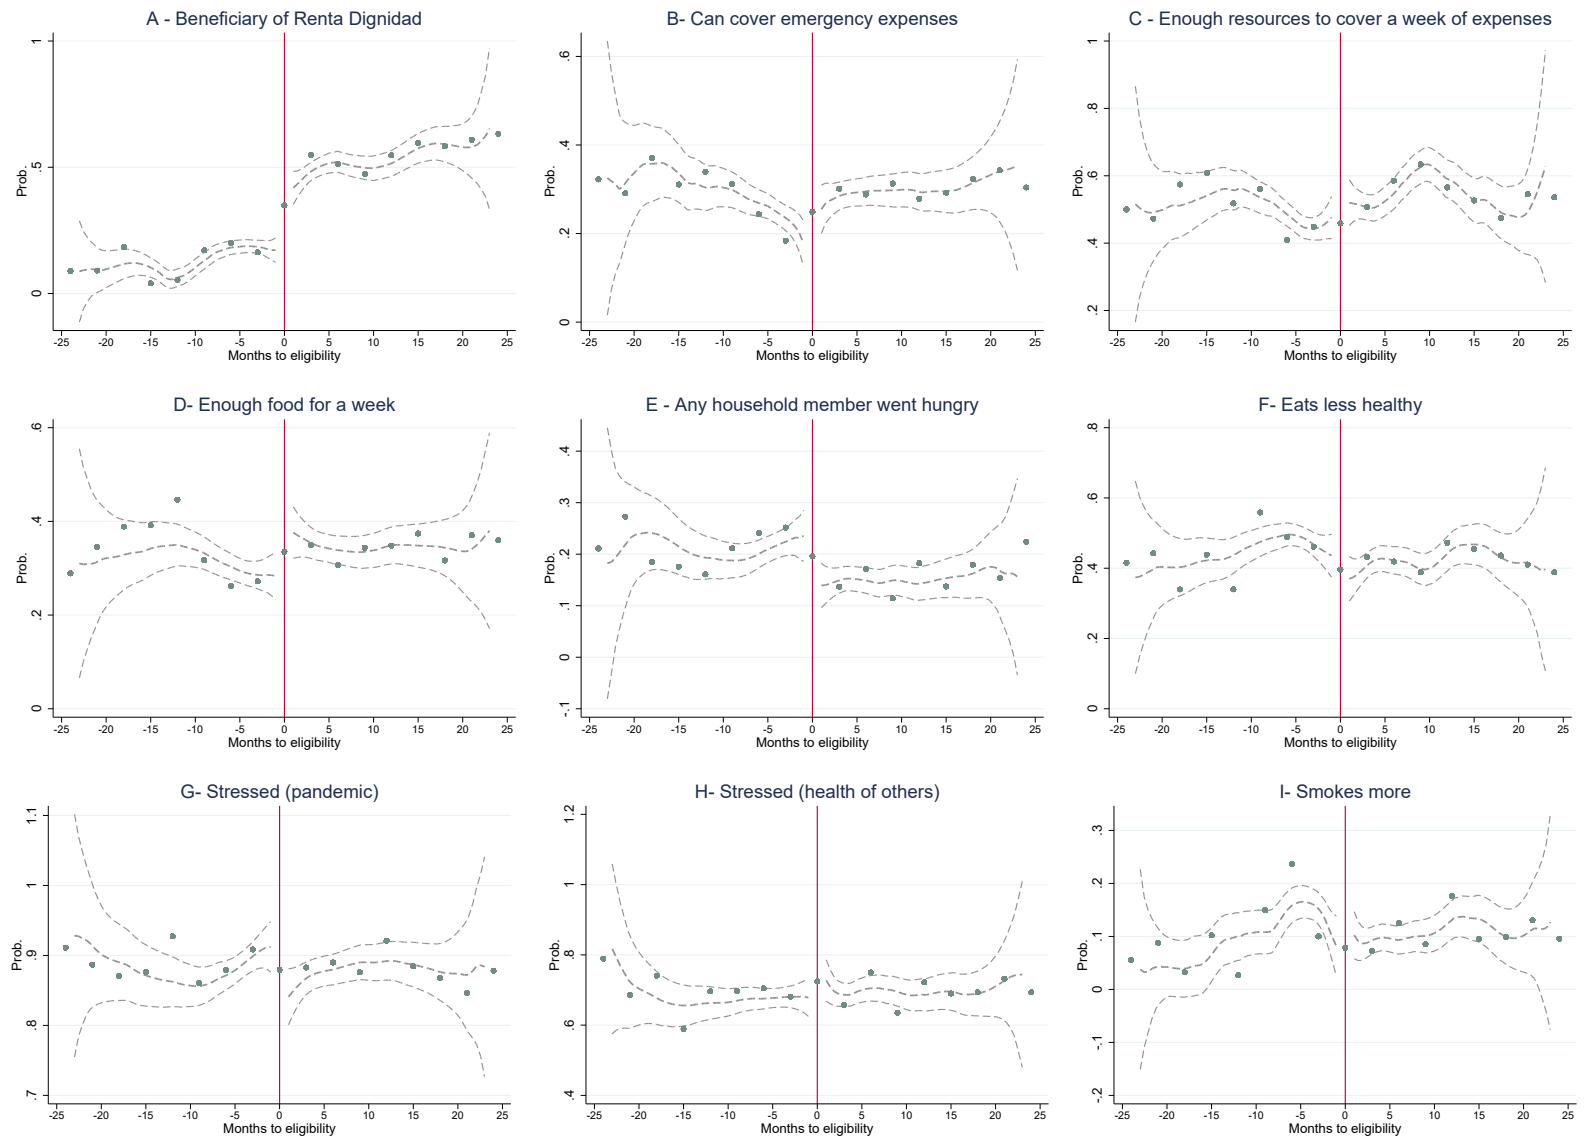 A - Beneficiary of Renta Dignidad
B- Can cover emergency expenses
C - Enough resources to cover a week of expenses
Prob.
0 .5 1
-25 -20 -15 -10 -5 0 5 10 15 20 25
Months to eligibility
Prob.
0 .2 .4 .6
-25 -20 -15 -10 -5 0 5 10 15 20 25
Months to eligibility
Prob.
.2 .4 .6 .8 1
-25 -20 -15 -10 -5 0 5 10 15 20 25
Months to eligibility
D- Enough food for a week
E - Any household member went hungry
F- Eats less healthy
Prob.
0 .2 .4 .6
-25 -20 -15 -10 -5 0 5 10 15 20 25
Months to eligibility
Prob.
-.1 0 .1 .2 .3 .4
-25 -20 -15 -10 -5 0 5 10 15 20 25
Months to eligibility
Prob.
0 .2 .4 .6 .8
-25 -20 -15 -10 -5 0 5 10 15 20 25
Months to eligibility
G- Stressed (pandemic)
H- Stressed (health of others)
I- Smokes more
Prob.
.7 .8 .9 1 1.1
-25 -20 -15 -10 -5 0 5 10 15 20 25
Months to eligibility
Prob.
.4 .6 .8 1 1.2
-25 -20 -15 -10 -5 0 5 10 15 20 25
Months to eligibility
Prob.
-.2 -.1 0 .1 .2 .3
-25 -20 -15 -10 -5 0 5 10 15 20 25
Months to eligibility